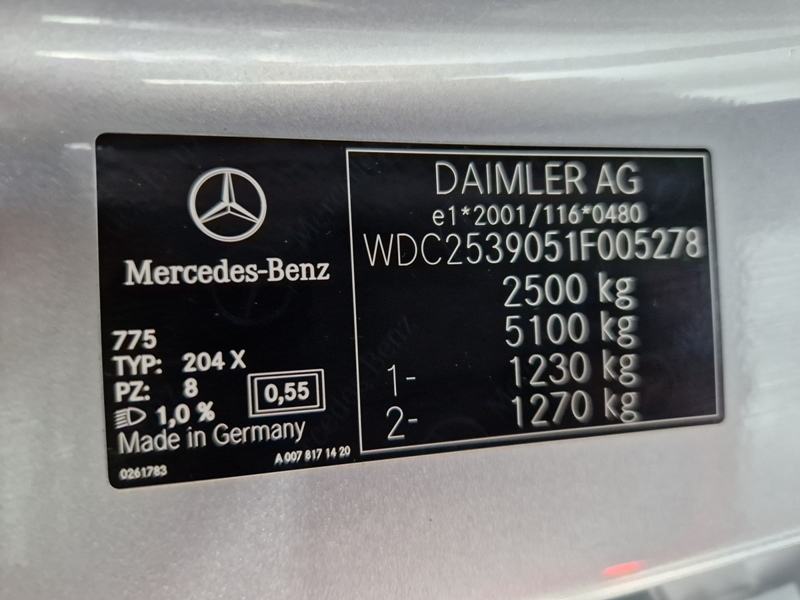 Mercedes-Benz
775
TYP: 204 X
PZ: 8
0,55
1,0 %
Made in Germany
0261783
A 007 817 14 20
DAIMLER AG
e1*2001/116*0480
WDC2539051F005278
2500 kg
5100 kg
1- 1230 kg
2- 1270 kg